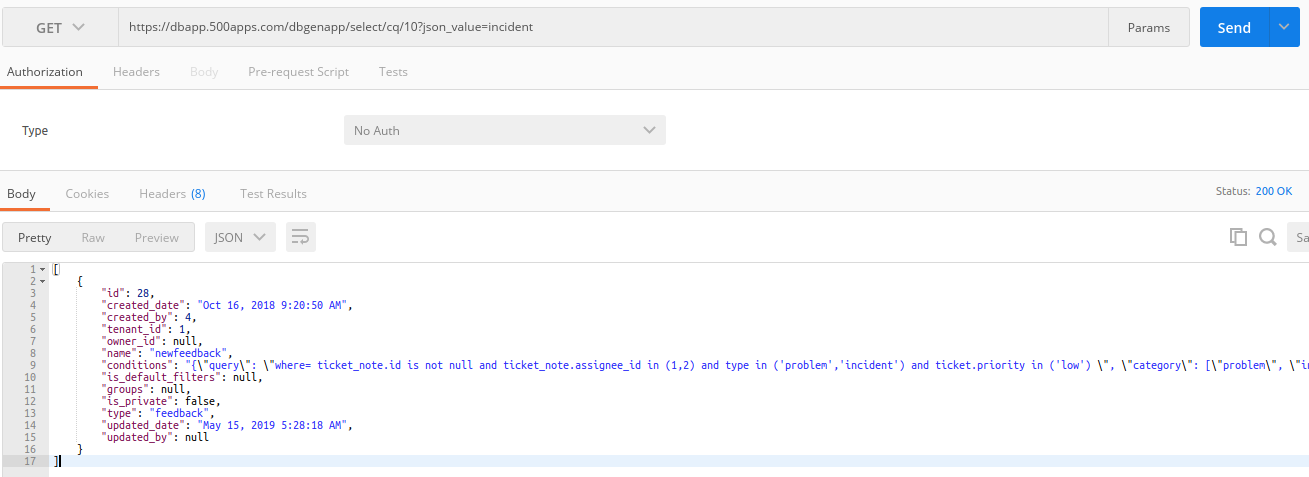 GET https://dbapp.500apps.com/dbgenapp/select/cq/10?json_value=incident Params Send
Authorization Headers Body Pre-request Script Tests
Type No Auth
Body Cookies Headers (8) Test Results Status: 200 OK
Pretty Raw Preview JSON Sa
1 [
2 {
3 "id": 28,
4 "created_date": "Oct 16, 2018 9:20:50 AM",
5 "created_by": 4,
6 "tenant_id": 1,
7 "owner_id": null,
8 "name": "newfeedback",
9 "conditions": "{\"query\": \"where= ticket_note.id is not null and ticket_note.assignee_id in (1,2) and type in ('problem','incident') and ticket.priority in ('low') \", \"category\": [\"problem\", \"in
10 "is_default_filters": null,
11 "groups": null,
12 "is_private": false,
13 "type": "feedback",
14 "updated_date": "May 15, 2019 5:28:18 AM",
15 "updated_by": null
16 }
17 ]